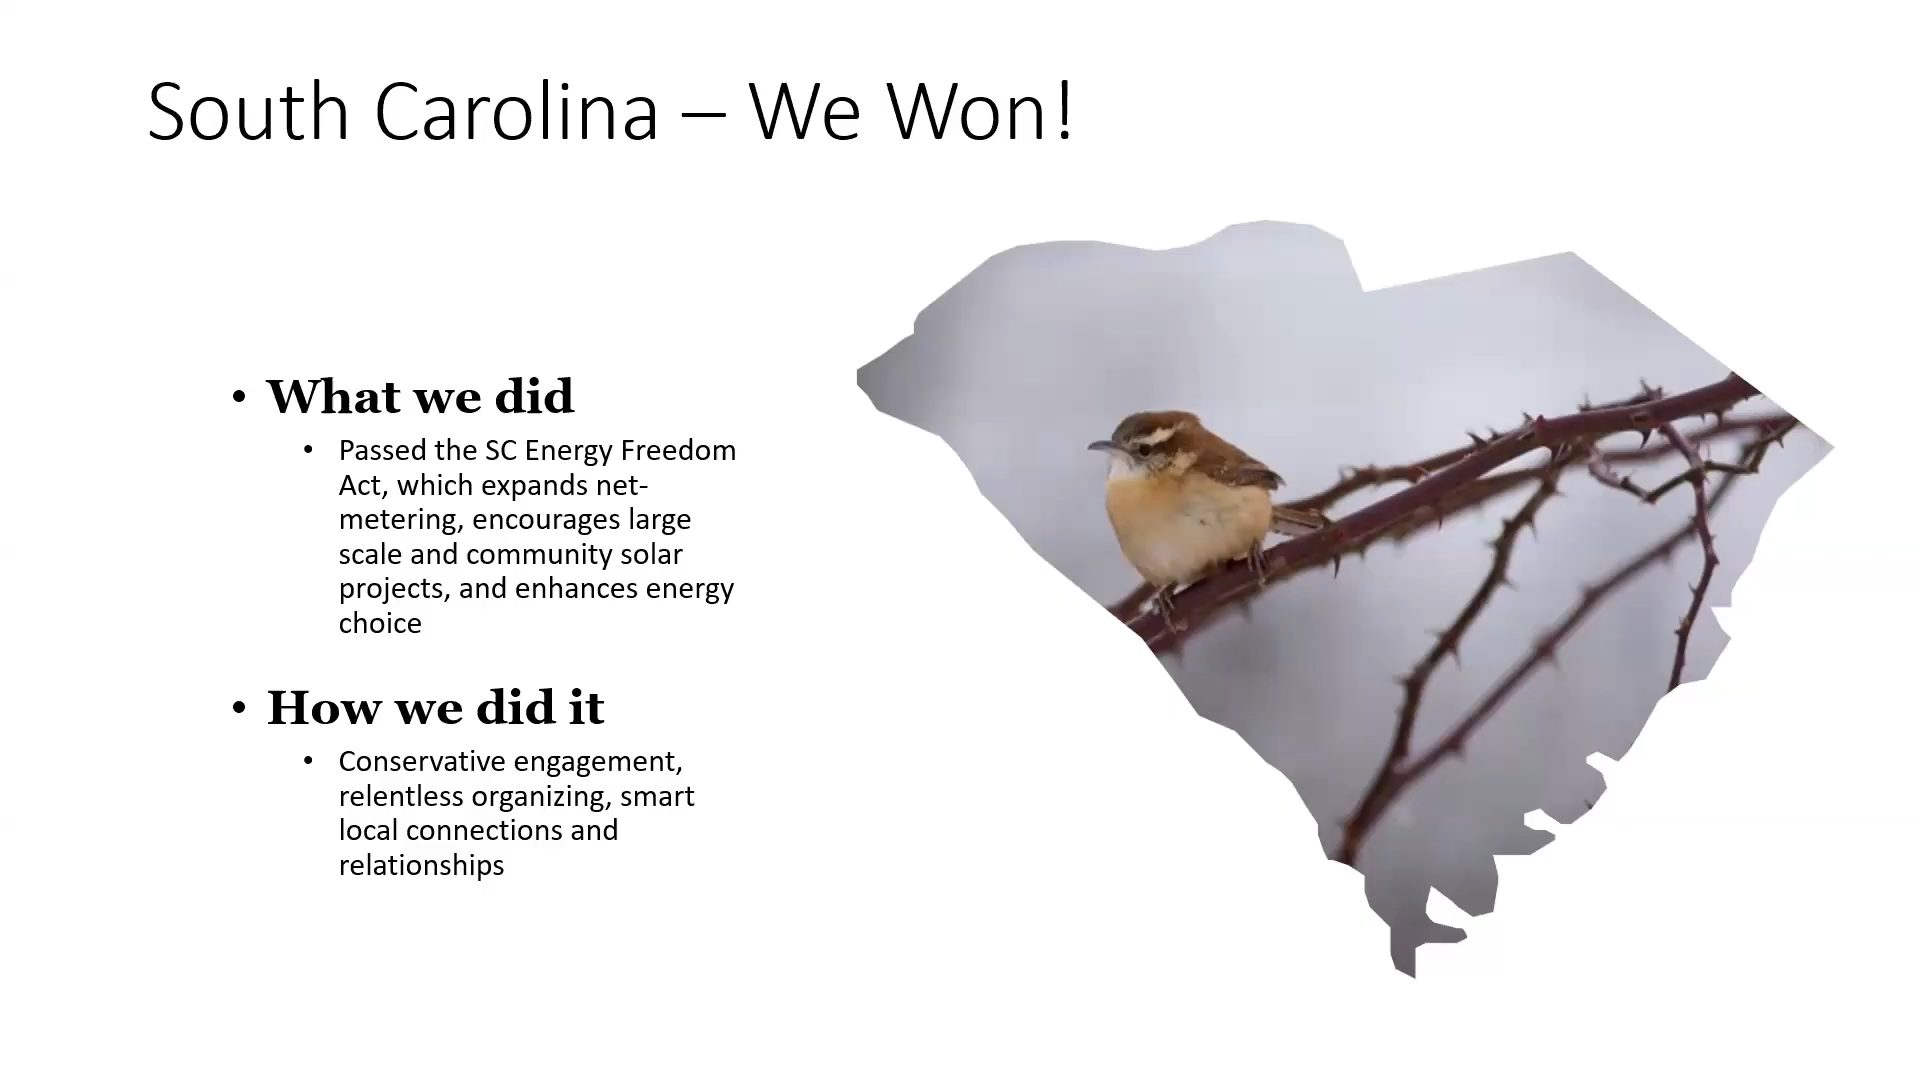 South Carolina – We Won!
• What we did
• Passed the SC Energy Freedom
Act, which expands net-
metering, encourages large
scale and community solar
projects, and enhances energy
choice
• How we did it
• Conservative engagement,
relentless organizing, smart
local connections and
relationships